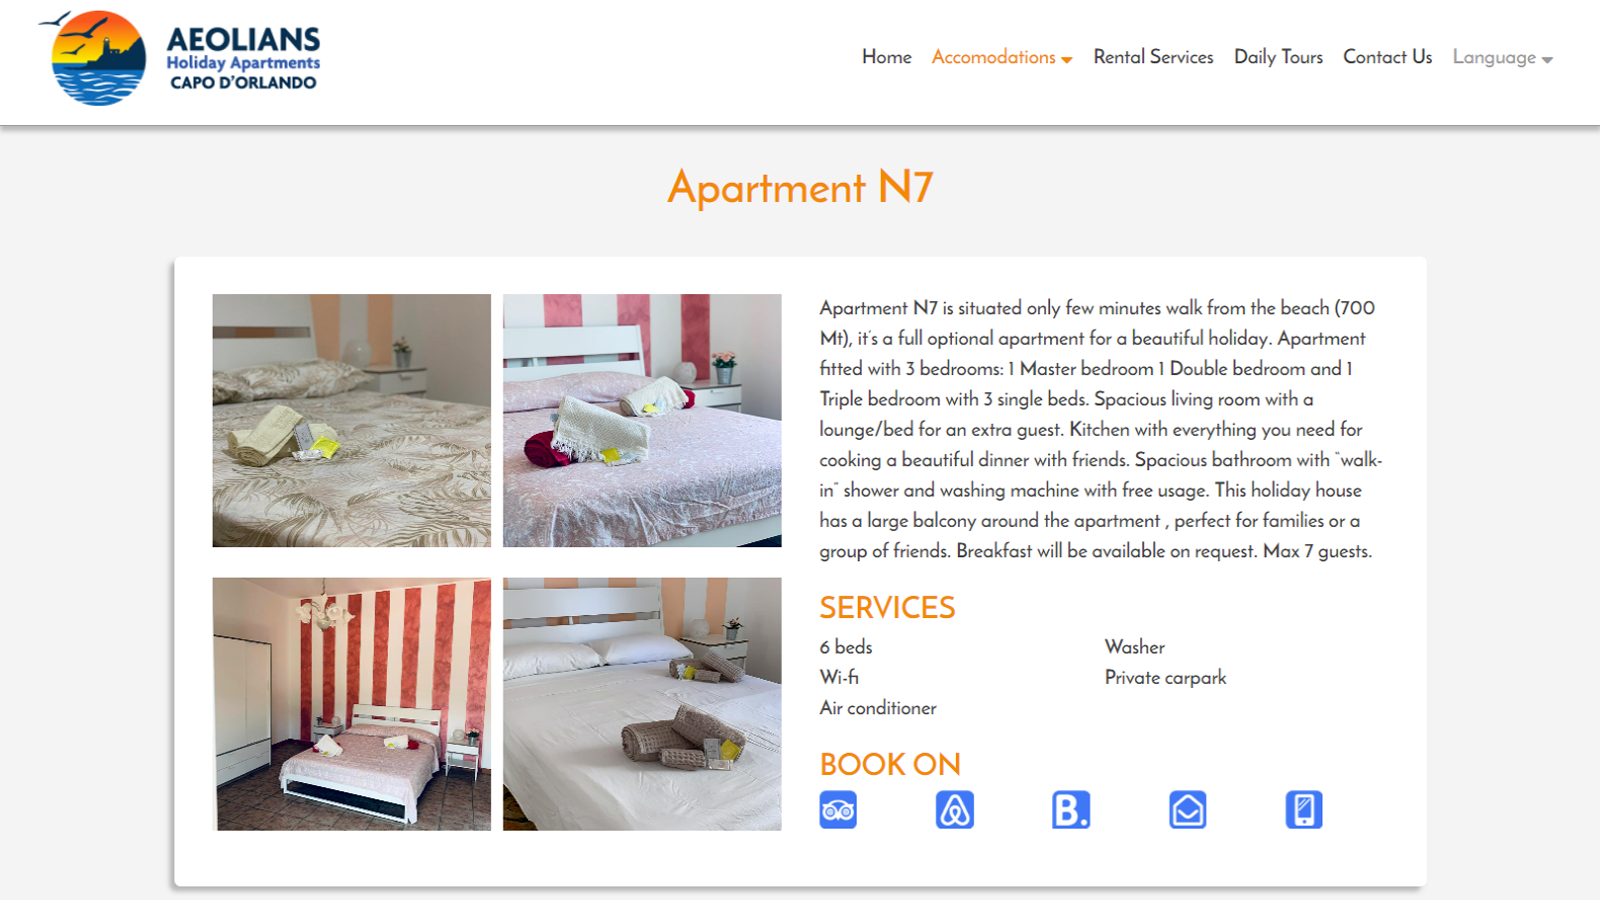 AEOLIANS
Holiday Apartments
CAPO D'ORLANDO
Home Accomodations Rental Services Daily Tours Contact Us Language
Apartment N7
Apartment N7 is situated only few minutes walk from the beach (700
Mt), it's a full optional apartment for a beautiful holiday. Apartment
fitted with 3 bedrooms: 1 Master bedroom 1 Double bedroom and 1
Triple bedroom with 3 single beds. Spacious living room with a
lounge/bed for an extra guest. Kitchen with everything you need for
cooking a beautiful dinner with friends. Spacious bathroom with "walk-
in" shower and washing machine with free usage. This holiday house
has a large balcony around the apartment , perfect for families or a
group of friends. Breakfast will be available on request. Max 7 guests.
SERVICES
6 beds
Wi-fi
Air conditioner
Washer
Private carpark
BOOK ON
B.